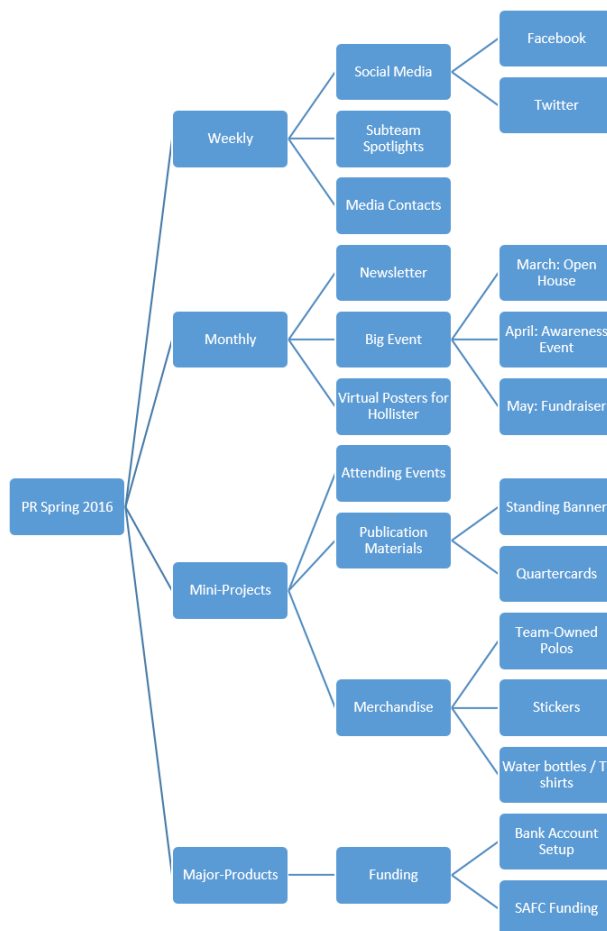 PR Spring 2016
Weekly
Social Media
Facebook
Twitter
Subteam
Spotlights
Media Contacts
Monthly
Newsletter
Big Event
March: Open
House
April: Awareness
Event
May: Fundraiser
Virtual Posters for
Hollister
Mini-Projects
Attending Events
Publication
Materials
Standing Banner
Quartercards
Merchandise
Team-Owned
Polos
Stickers
Water bottles / T
shirts
Major-Products
Funding
Bank Account
Setup
SAFC Funding